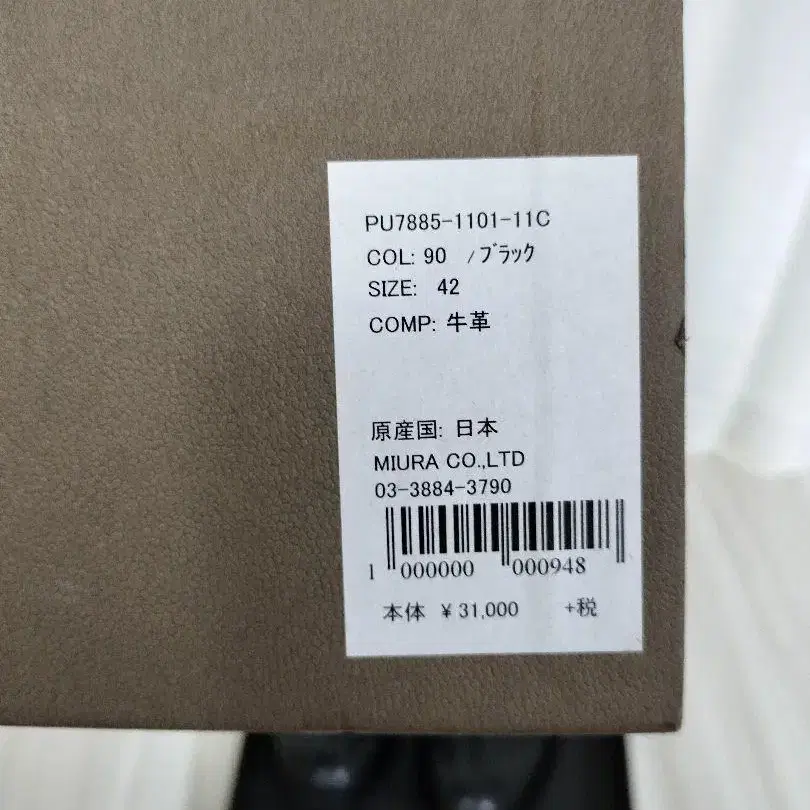 PU7885-1101-11C
COL: 90 /ﾌﾞﾗｯｸ
SIZE: 42
COMP: 牛革
原産国: 日本
MIURA CO.,LTD
03-3884-3790
1 000000 000948
本体 ¥31,000 +税